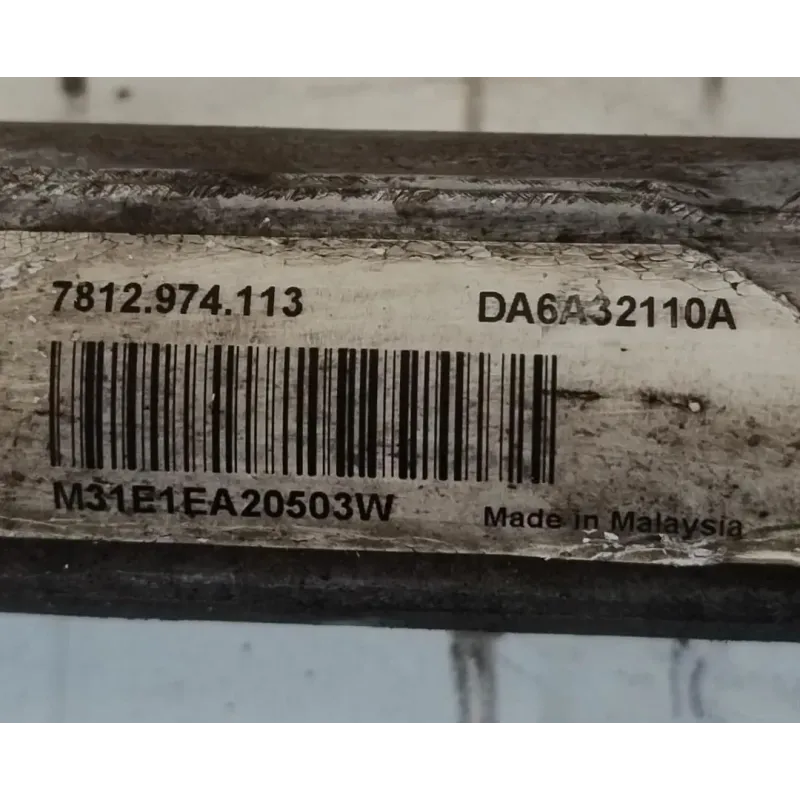 7812.974.113 DA6A32110A
M31E1EA20503W Made in Malaysia